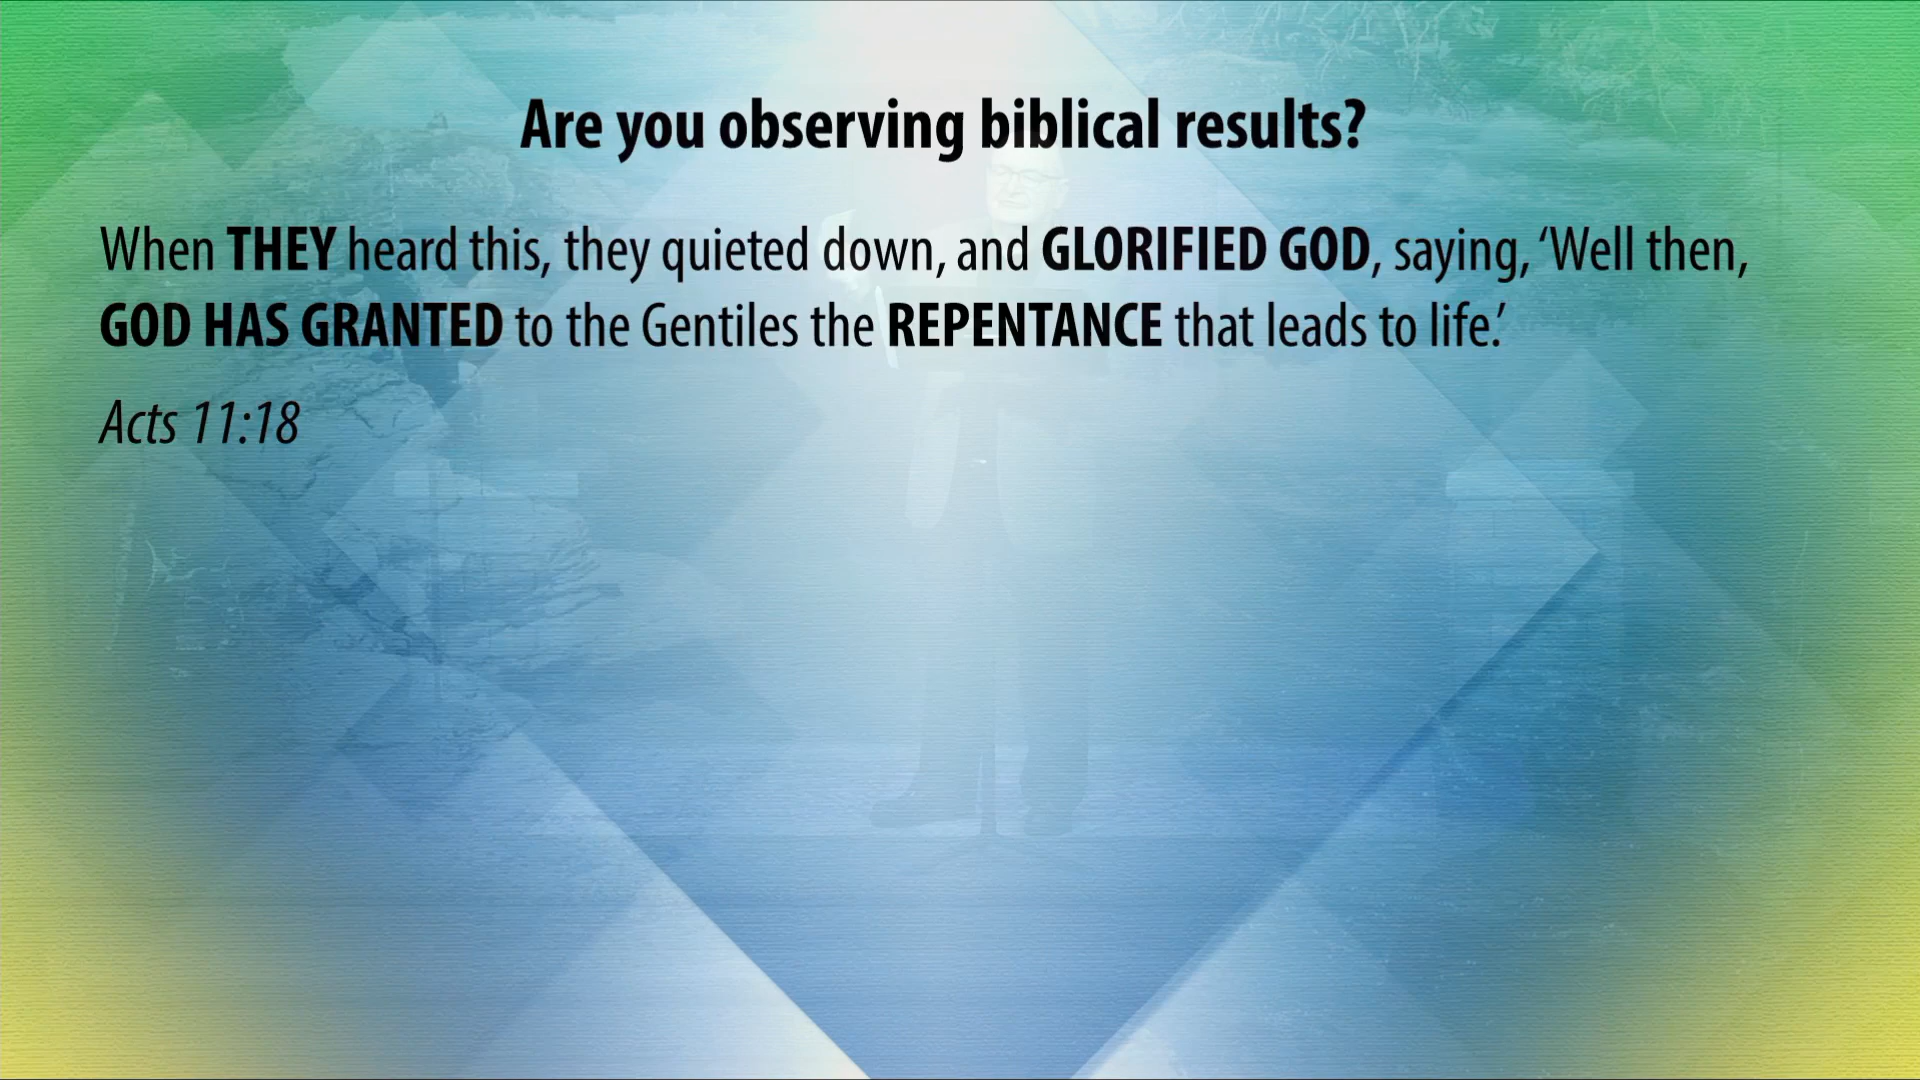 Are you observing biblical results?
When THEY heard this, they quieted down, and GLORIFIED GOD, saying, ‘Well then,
GOD HAS GRANTED to the Gentiles the REPENTANCE that leads to life.’
Acts 11:18